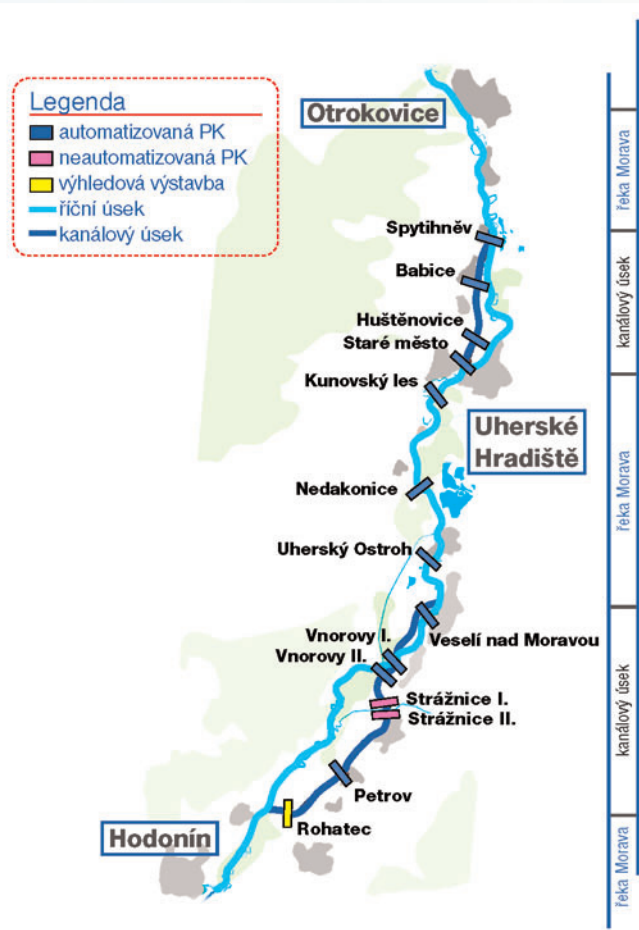 Legenda
automatizovaná PK
neautomatizovaná PK
výhledová výstavba
říční úsek
kanálový úsek
Otrokovice
Spytihněv
Babice
Huštěnovice
Staré město
Kunovský les
Uherské
Hradiště
Nedakonice
Uherský Ostroh
Vnorovy I.
Veselí nad Moravou
Vnorovy II.
Strážnice I.
Strážnice II.
Petrov
Rohatec
Hodonín
řeka Morava
kanálový úsek
řeka Morava
kanálový úsek
řeka Morava